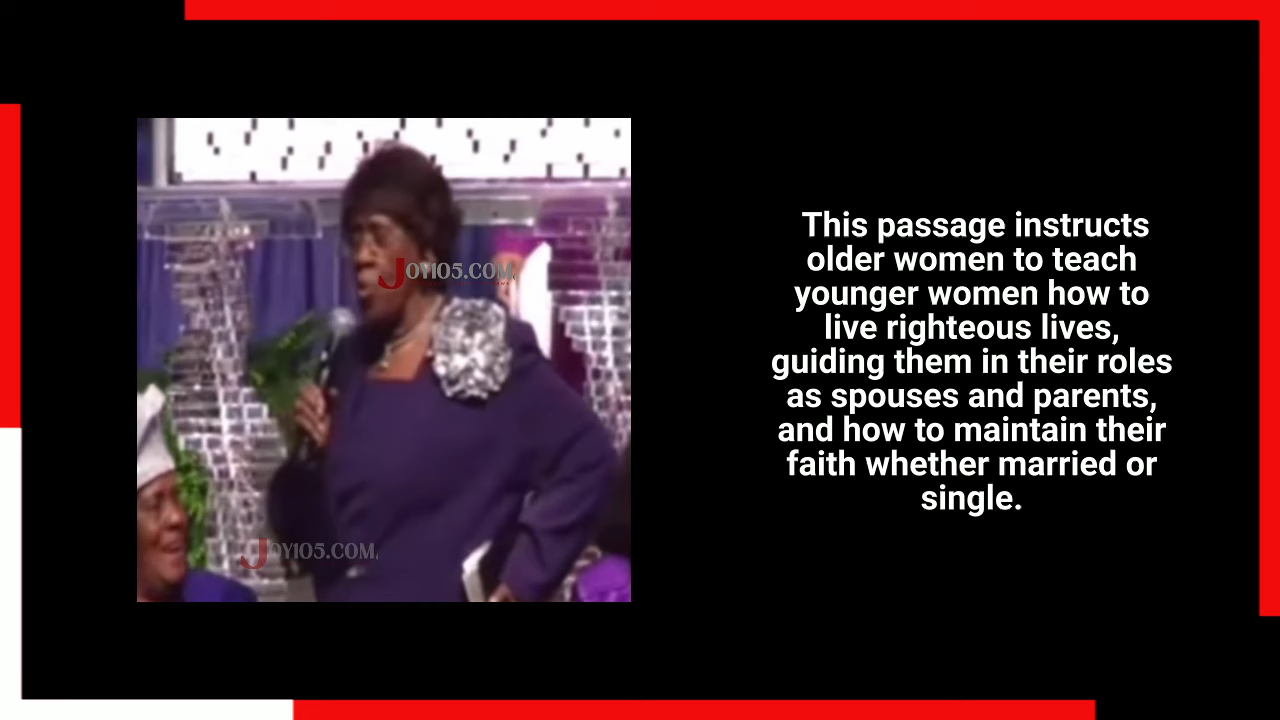 JOY105.COM
JOY105.COM.
This passage instructs
older women to teach
younger women how to
live righteous lives,
guiding them in their roles
as spouses and parents,
and how to maintain their
faith whether married or
single.